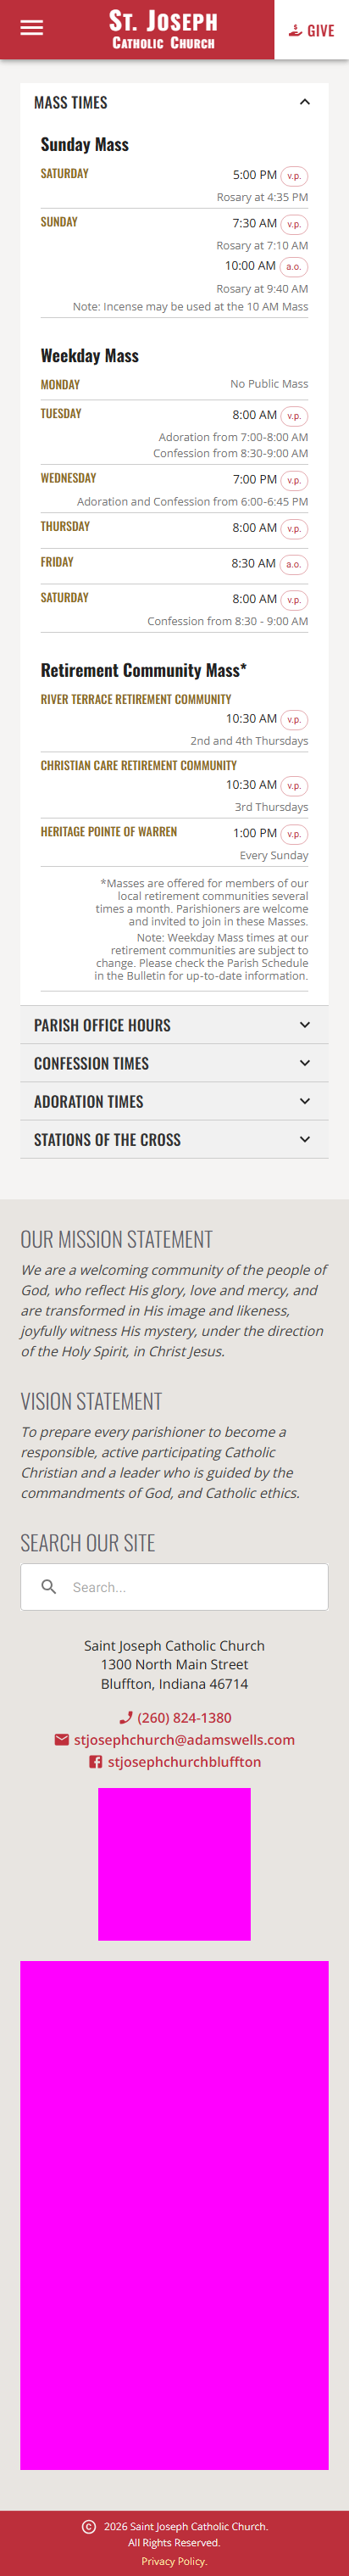 ST. JOSEPH
CATHOLIC CHURCH
GIVE
MASS TIMES
Sunday Mass
SATURDAY 5:00 PM v.p.
Rosary at 4:35 PM
SUNDAY 7:30 AM v.p.
Rosary at 7:10 AM
10:00 AM a.o.
Rosary at 9:40 AM
Note: Incense may be used at the 10 AM Mass
Weekday Mass
MONDAY No Public Mass
TUESDAY 8:00 AM v.p.
Adoration from 7:00-8:00 AM
Confession from 8:30-9:00 AM
WEDNESDAY 7:00 PM v.p.
Adoration and Confession from 6:00-6:45 PM
THURSDAY 8:00 AM v.p.
FRIDAY 8:30 AM a.o.
SATURDAY 8:00 AM v.p.
Confession from 8:30 - 9:00 AM
Retirement Community Mass*
RIVER TERRACE RETIREMENT COMMUNITY
10:30 AM v.p.
2nd and 4th Thursdays
CHRISTIAN CARE RETIREMENT COMMUNITY
10:30 AM v.p.
3rd Thursdays
HERITAGE POINTE OF WARREN 1:00 PM v.p.
Every Sunday
*Masses are offered for members of our
local retirement communities several
times a month. Parishioners are welcome
and invited to join in these Masses.
Note: Weekday Mass times at our
retirement communities are subject to
change. Please check the Parish Schedule
in the Bulletin for up-to-date information.
PARISH OFFICE HOURS
CONFESSION TIMES
ADORATION TIMES
STATIONS OF THE CROSS
OUR MISSION STATEMENT
We are a welcoming community of the people of
God, who reflect His glory, love and mercy, and
are transformed in His image and likeness,
joyfully witness His mystery, under the direction
of the Holy Spirit, in Christ Jesus.
VISION STATEMENT
To prepare every parishioner to become a
responsible, active participating Catholic
Christian and a leader who is guided by the
commandments of God, and Catholic ethics.
SEARCH OUR SITE
Search...
Saint Joseph Catholic Church
1300 North Main Street
Bluffton, Indiana 46714
(260) 824-1380
stjosephchurch@adamswells.com
stjosephchurchbluffton
© 2026 Saint Joseph Catholic Church.
All Rights Reserved.
Privacy Policy.